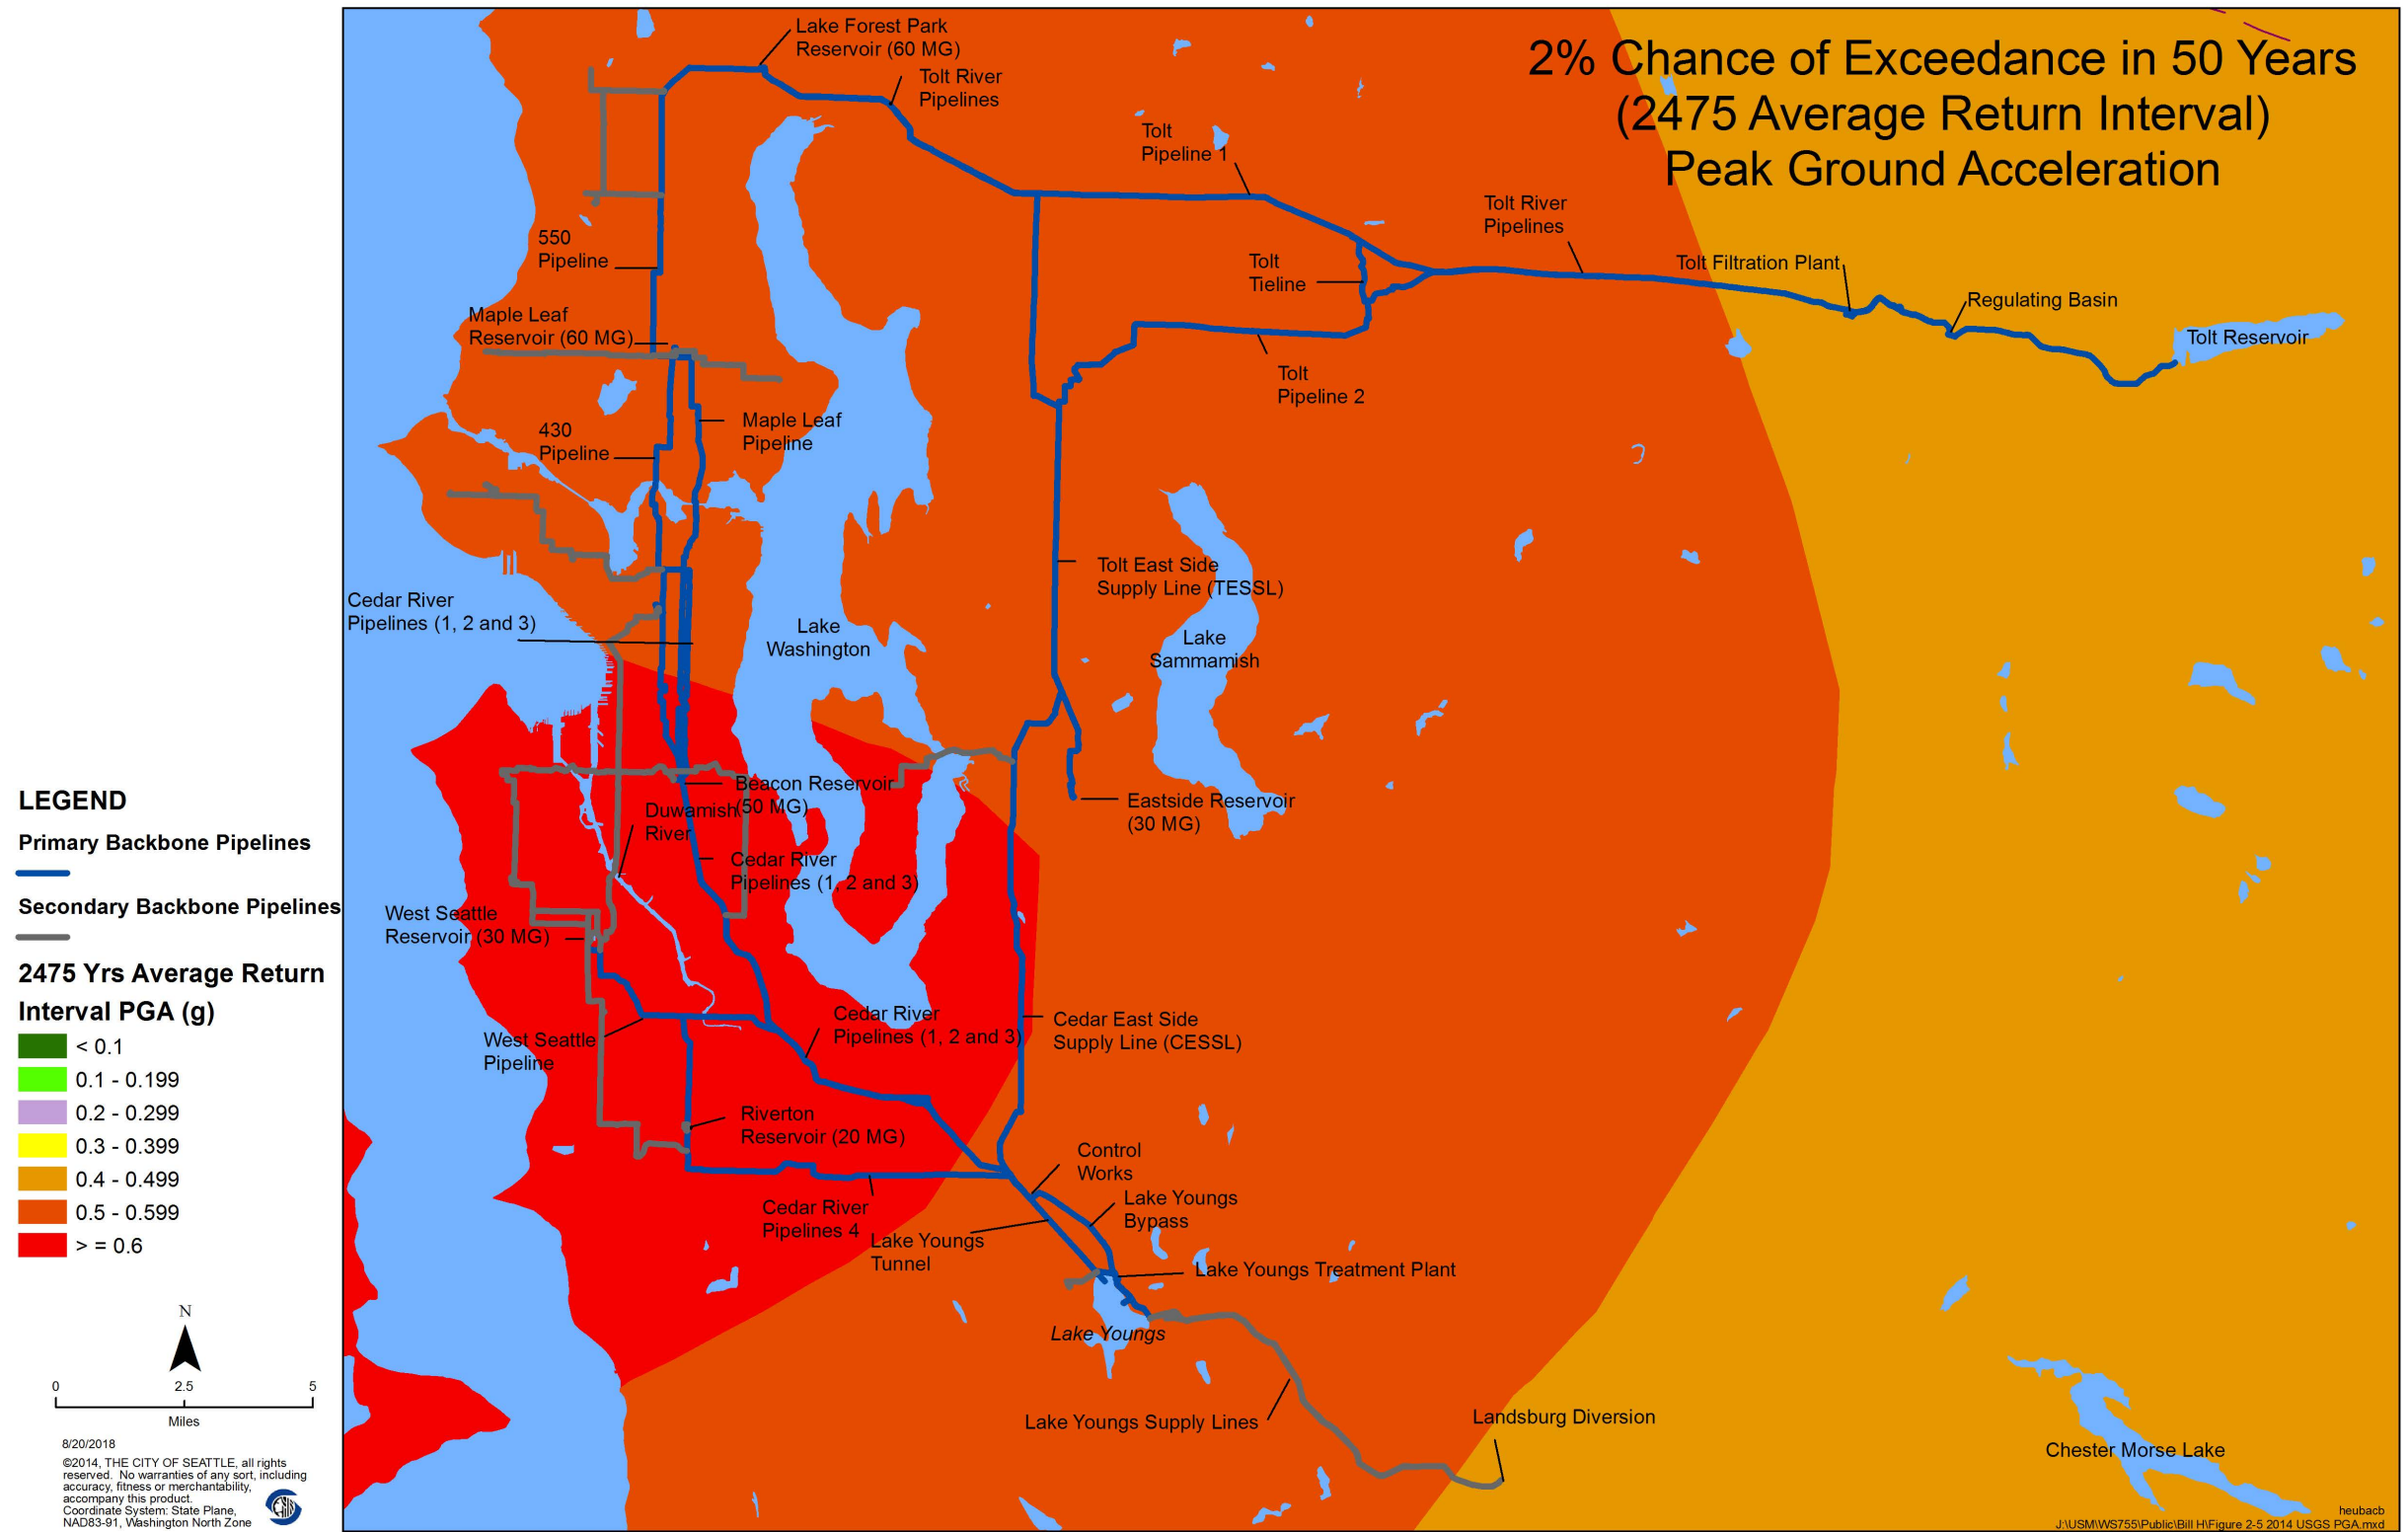 2% Chance of Exceedance in 50 Years
(2475 Average Return Interval)
Peak Ground Acceleration
Lake Forest Park
Reservoir (60 MG)
Tolt River
Pipelines
Tolt
Pipeline 1
Tolt River
Pipelines
550
Pipeline
Tolt
Tieline
Tolt Filtration Plant
Regulating Basin
Tolt Reservoir
Maple Leaf
Reservoir (60 MG)
Tolt
Pipeline 2
430
Pipeline
Maple Leaf
Pipeline
Tolt East Side
Supply Line (TESSL)
Cedar River
Pipelines (1, 2 and 3)
Lake
Washington
Lake
Sammamish
Beacon Reservoir
(50 MG)
Duwamish
River
Eastside Reservoir
(30 MG)
Cedar River
Pipelines (1, 2 and 3)
West Seattle
Reservoir (30 MG)
Cedar River
Pipelines (1, 2 and 3)
Cedar East Side
Supply Line (CESSL)
West Seattle
Pipeline
Riverton
Reservoir (20 MG)
Control
Works
Cedar River
Pipelines 4
Lake Youngs
Bypass
Lake Youngs
Tunnel
Lake Youngs Treatment Plant
Lake Youngs
Lake Youngs Supply Lines
Landsburg Diversion
Chester Morse Lake
LEGEND
Primary Backbone Pipelines
Secondary Backbone Pipelines
2475 Yrs Average Return
Interval PGA (g)
< 0.1
0.1 - 0.199
0.2 - 0.299
0.3 - 0.399
0.4 - 0.499
0.5 - 0.599
> = 0.6
N
0 2.5 5
Miles
8/20/2018
©2014, THE CITY OF SEATTLE, all rights
reserved. No warranties of any sort, including
accuracy, fitness or merchantability,
accompany this product.
Coordinate System: State Plane,
NAD83-91, Washington North Zone
heubacb
J:\USM\WS755\Public\Bill H\Figure 2-5 2014 USGS PGA.mxd